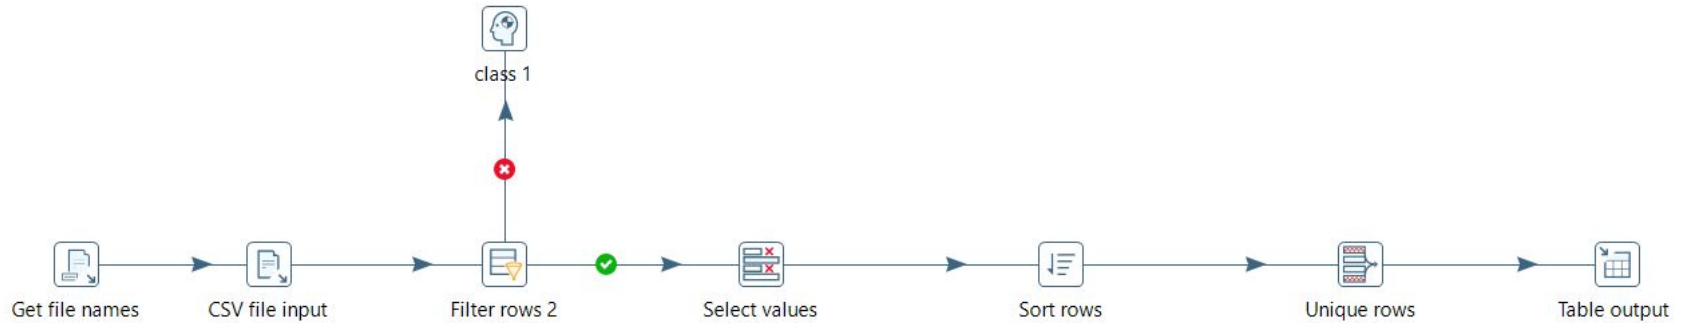 class 1
Get file names
CSV file input
Filter rows 2
Select values
Sort rows
Unique rows
Table output